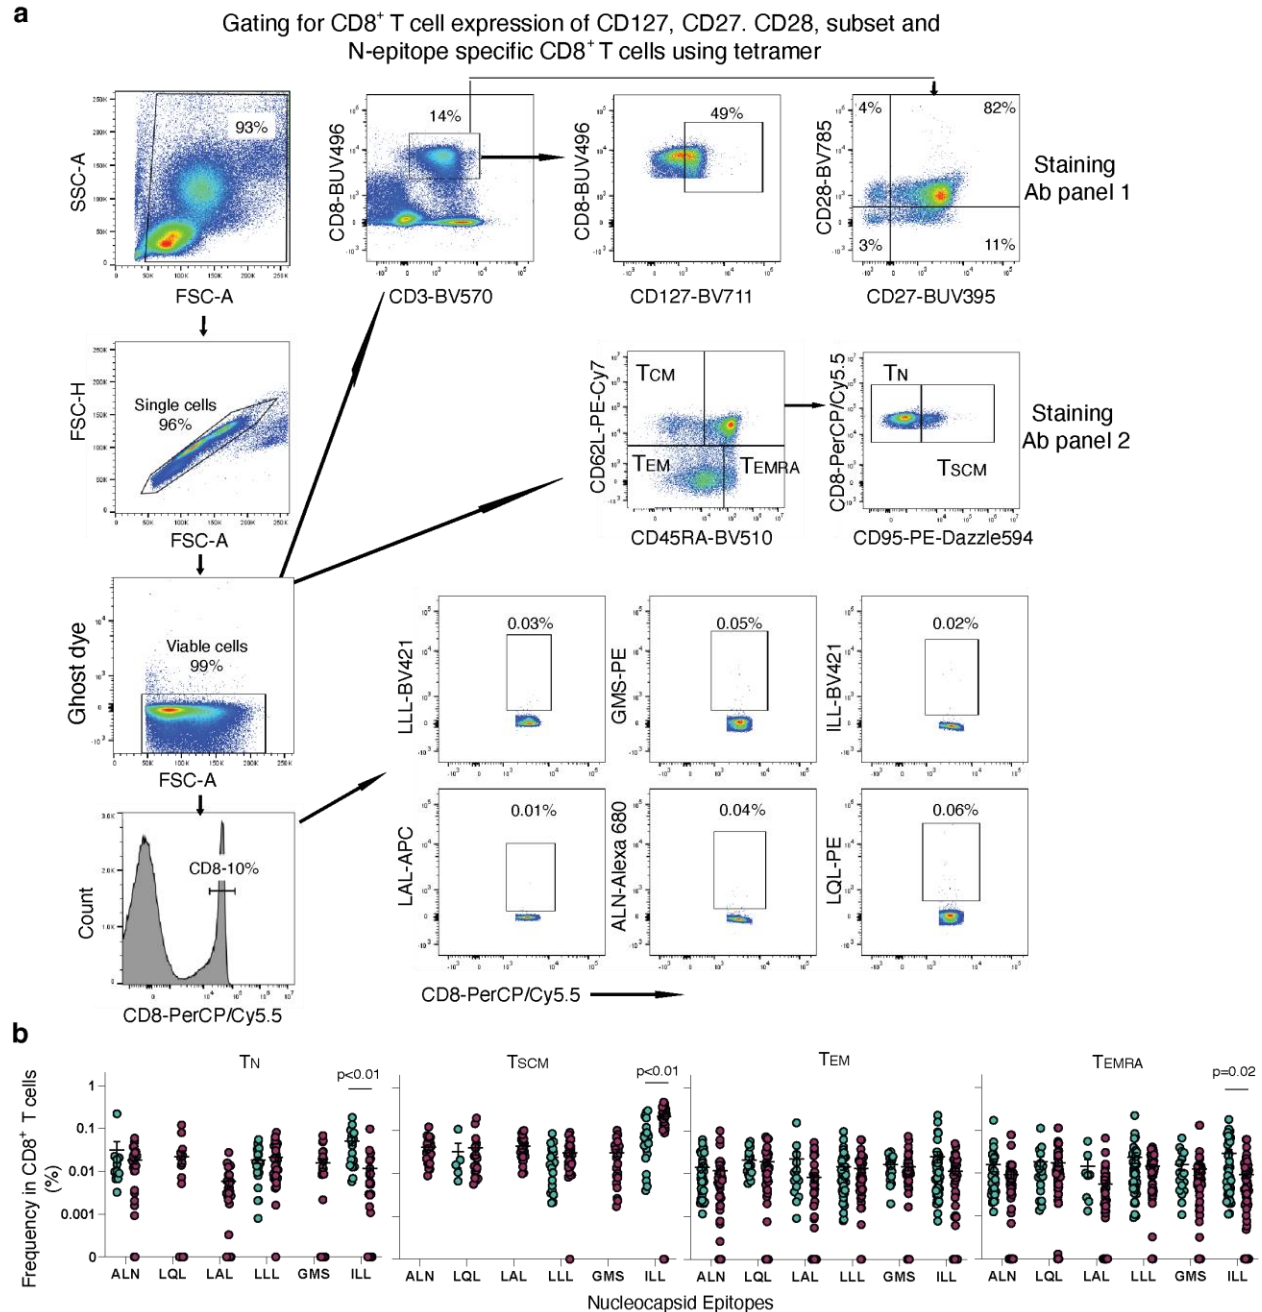 a
Gating for CD8⁺ T cell expression of CD127, CD27. CD28, subset and
N-epitope specific CD8⁺ T cells using tetramer
93%
SSC-A
FSC-A
14%
CD8-BUV496
CD3-BV570
49%
CD8-BUV496
CD127-BV711
4%
82%
3%
11%
CD28-BV785
CD27-BUV395
Staining
Ab panel 1
Single cells
96%
FSC-H
FSC-A
TCM
TEM
TEMRA
CD62L-PE-Cy7
CD45RA-BV510
TN
TSCM
CD8-PerCP/Cy5.5
CD95-PE-Dazzle594
Staining
Ab panel 2
Viable cells
99%
Ghost dye
FSC-A
0.03%
LLL-BV421
0.05%
GMS-PE
0.02%
ILL-BV421
CD8-10%
Count
CD8-PerCP/Cy5.5
0.01%
LAL-APC
0.04%
ALN-Alexa 680
0.06%
LQL-PE
CD8-PerCP/Cy5.5
b
Frequency in CD8⁺ T cells
(%)
1
0.1
0.01
0.001
0
TN
p<0.01
ALN LQL LAL LLL GMS ILL
TSCM
p<0.01
ALN LQL LAL LLL GMS ILL
TEM
ALN LQL LAL LLL GMS ILL
TEMRA
p=0.02
ALN LQL LAL LLL GMS ILL
Nucleocapsid Epitopes